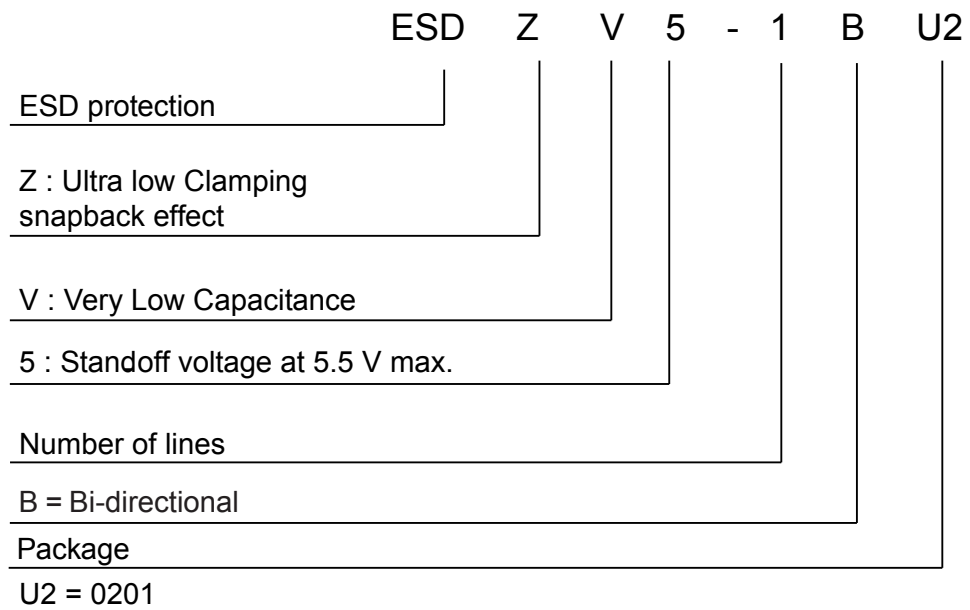 ESD Z V 5 - 1 B U2
ESD protection
Z : Ultra low Clamping
snapback effect
V : Very Low Capacitance
5 : Standoff voltage at 5.5 V max.
Number of lines
B = Bi-directional
Package
U2 = 0201